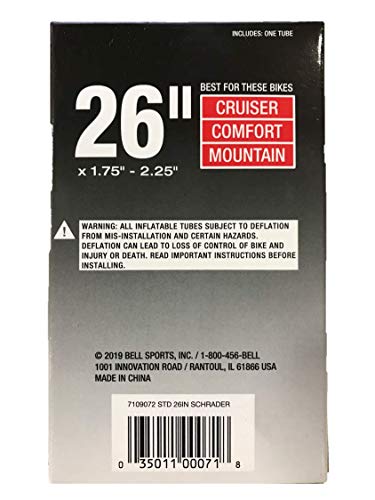 INCLUDES: ONE TUBE
26"
x 1.75" - 2.25"
BEST FOR THESE BIKES
CRUISER
COMFORT
MOUNTAIN
WARNING: ALL INFLATABLE TUBES SUBJECT TO DEFLATION
FROM MIS-INSTALLATION AND CERTAIN HAZARDS.
DEFLATION CAN LEAD TO LOSS OF CONTROL OF BIKE AND
INJURY OR DEATH. READ IMPORTANT INSTRUCTIONS BEFORE
INSTALLING.
© 2019 BELL SPORTS, INC. / 1-800-456-BELL
1001 INNOVATION ROAD / RANTOUL, IL 61866 USA
MADE IN CHINA
7109072 STD 26IN SCHRADER
0 35011 00071 8